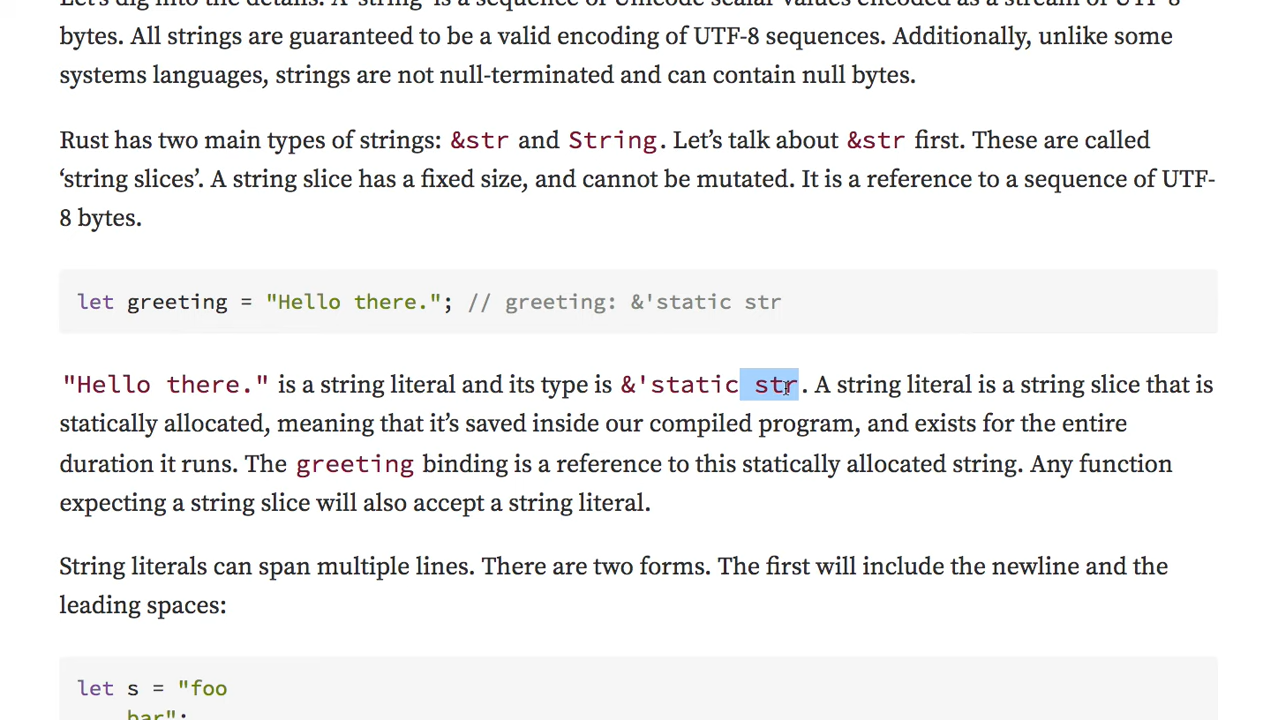 Let's dig into the details. A 'string' is a sequence of Unicode scalar values encoded as a stream of UTF-8
bytes. All strings are guaranteed to be a valid encoding of UTF-8 sequences. Additionally, unlike some
systems languages, strings are not null-terminated and can contain null bytes.
Rust has two main types of strings: &str and String. Let’s talk about &str first. These are called
‘string slices’. A string slice has a fixed size, and cannot be mutated. It is a reference to a sequence of UTF-
8 bytes.
let greeting = "Hello there."; // greeting: &'static str
"Hello there." is a string literal and its type is &'static str. A string literal is a string slice that is
statically allocated, meaning that it’s saved inside our compiled program, and exists for the entire
duration it runs. The greeting binding is a reference to this statically allocated string. Any function
expecting a string slice will also accept a string literal.
String literals can span multiple lines. There are two forms. The first will include the newline and the
leading spaces:
let s = "foo
bar";